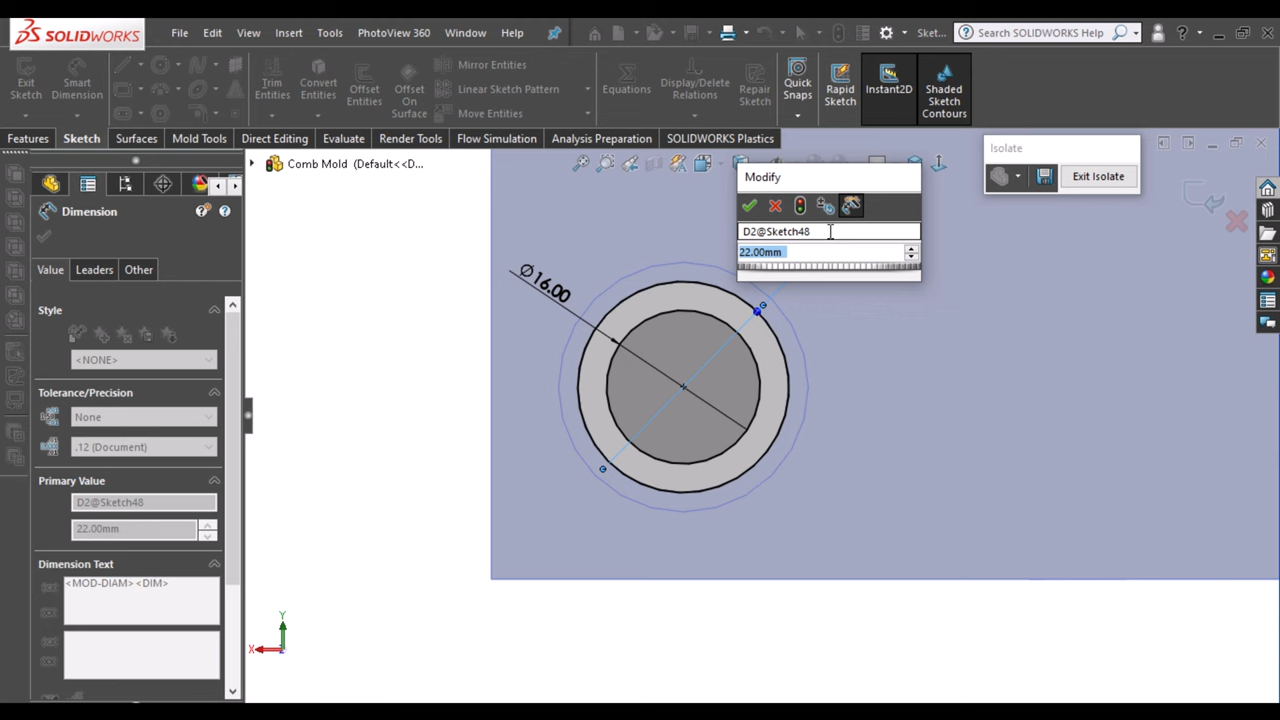 SOLIDWORKS
File Edit View Insert Tools PhotoView 360 Window Help
Sket...
Search SOLIDWORKS Help
Exit Sketch
Smart Dimension
Trim Entities
Convert Entities
Offset Entities
Offset On Surface
Mirror Entities
Linear Sketch Pattern
Move Entities
Equations
Display/Delete Relations
Repair Sketch
Quick Snaps
Rapid Sketch
Instant2D
Shaded Sketch Contours
Features Sketch Surfaces Mold Tools Direct Editing Evaluate Render Tools Flow Simulation Analysis Preparation SOLIDWORKS Plastics
Comb Mold (Default<<D...
Isolate
Exit Isolate
Modify
D2@Sketch48
22.00mm
Dimension
Value Leaders Other
Style
<NONE>
Tolerance/Precision
None
.12 (Document)
Primary Value
D2@Sketch48
22.00mm
Dimension Text
<MOD-DIAM><DIM>
∅16.00
Y
X
Z